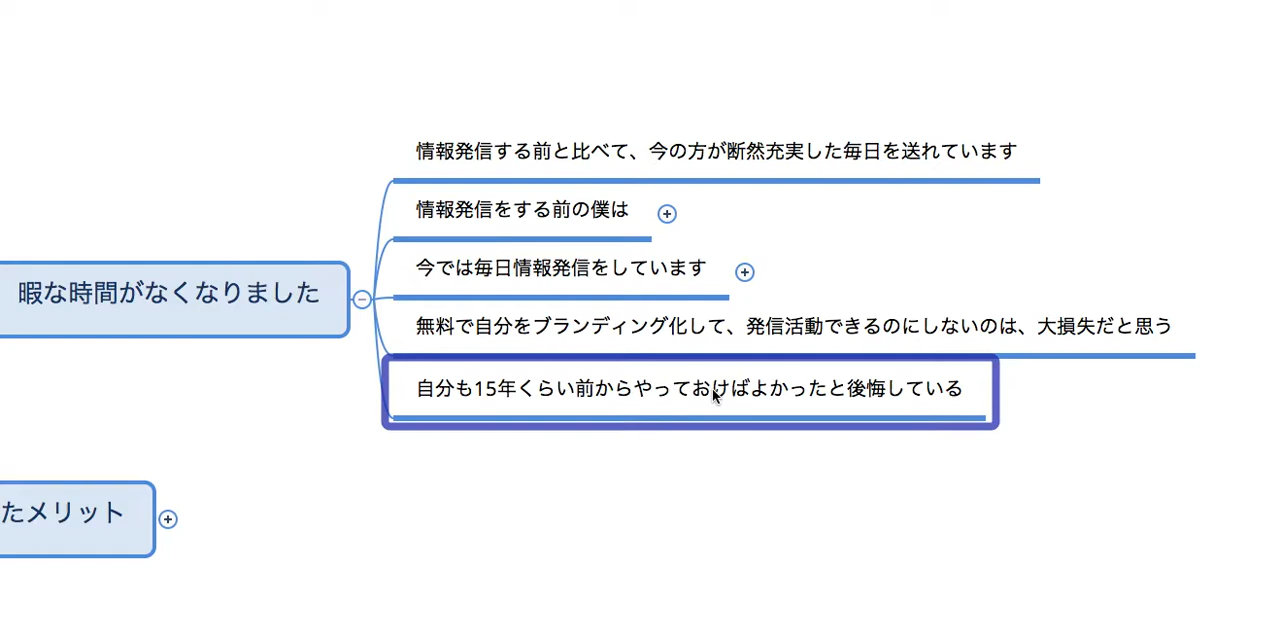 情報発信する前と比べて、今の方が断然充実した毎日を送れています
情報発信をする前の僕は
今では毎日情報発信をしています
暇な時間がなくなりました
無料で自分をブランディング化して、発信活動できるのにしないのは、大損失だと思う
自分も15年くらい前からやっておけばよかったと後悔している
たメリット